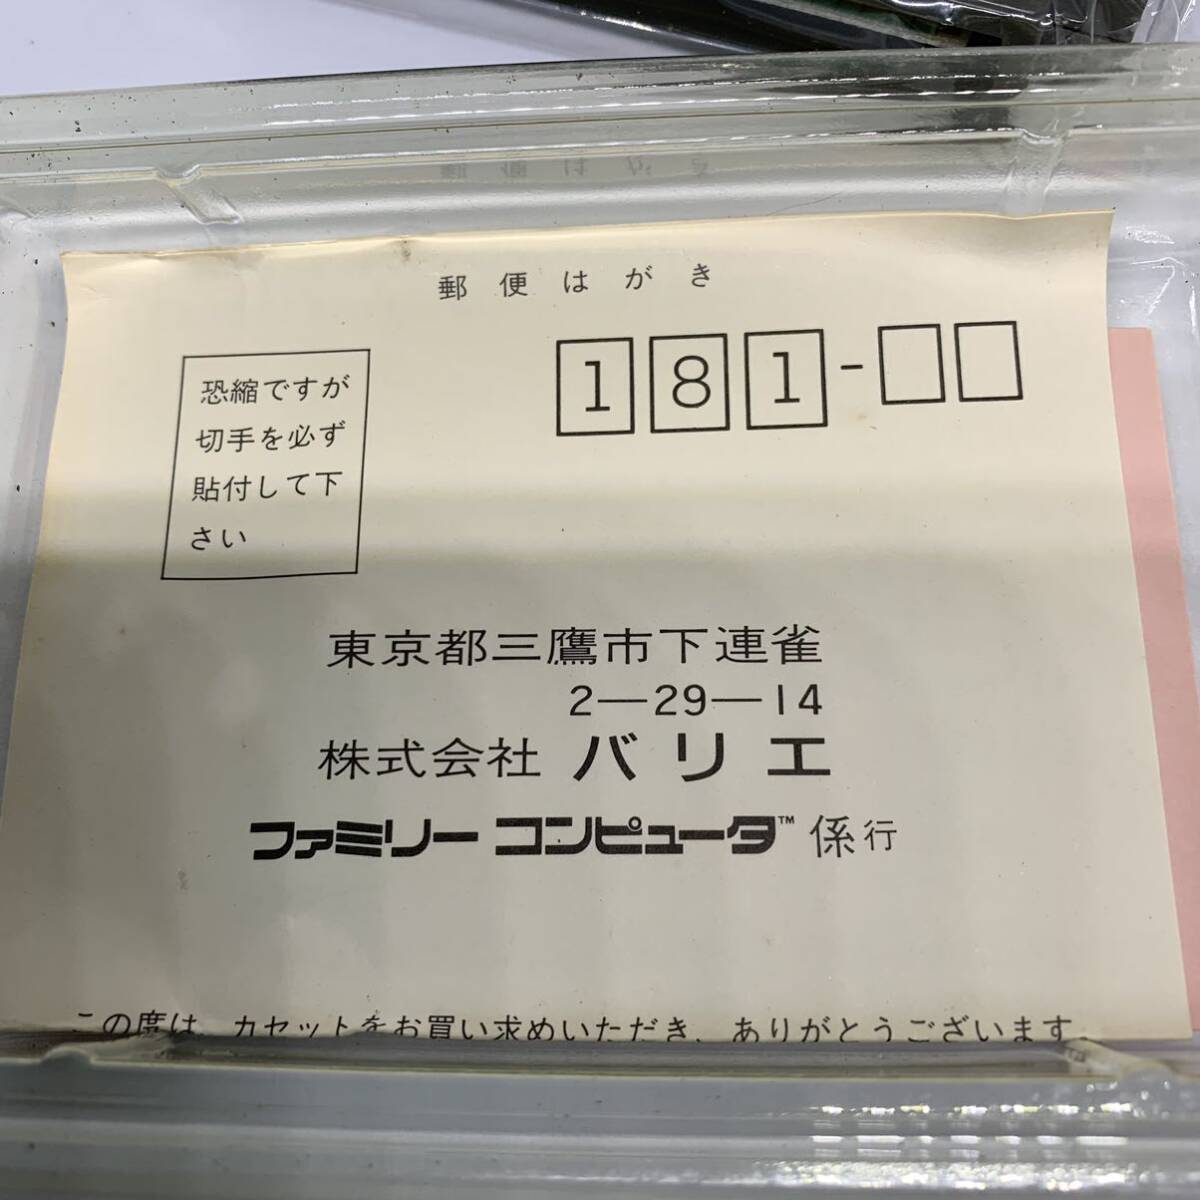 郵便はがき
181-
恐縮ですが
切手を必ず
貼付して下
さい
東京都三鷹市下連雀
2—29—14
株式会社 バリエ
ファミリー コンピュータ™ 係行
この度は、カセットをお買い求めいただき、ありがとうございます。